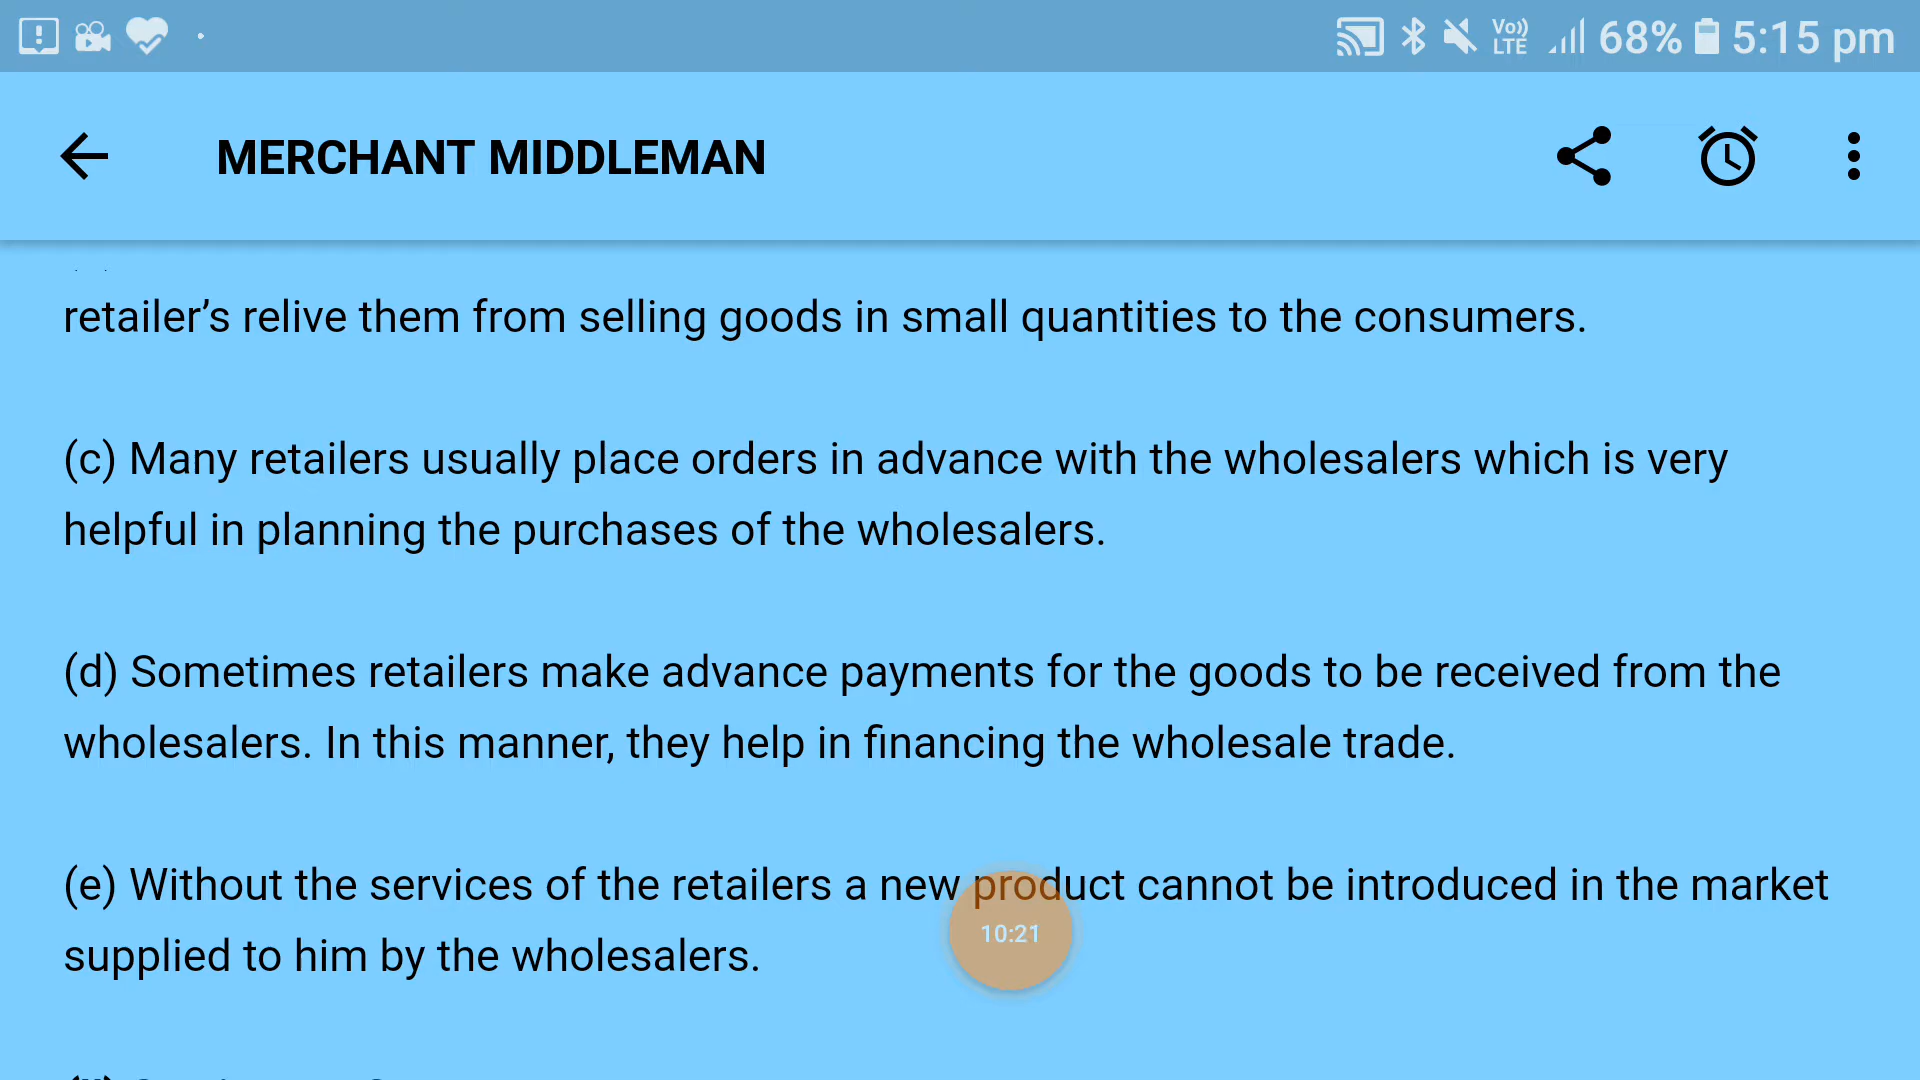 Vo)) LTE 68% 5:15 pm
MERCHANT MIDDLEMAN
retailer’s relive them from selling goods in small quantities to the consumers.
(c) Many retailers usually place orders in advance with the wholesalers which is very
helpful in planning the purchases of the wholesalers.
(d) Sometimes retailers make advance payments for the goods to be received from the
wholesalers. In this manner, they help in financing the wholesale trade.
(e) Without the services of the retailers a new product cannot be introduced in the market
10:21
supplied to him by the wholesalers.